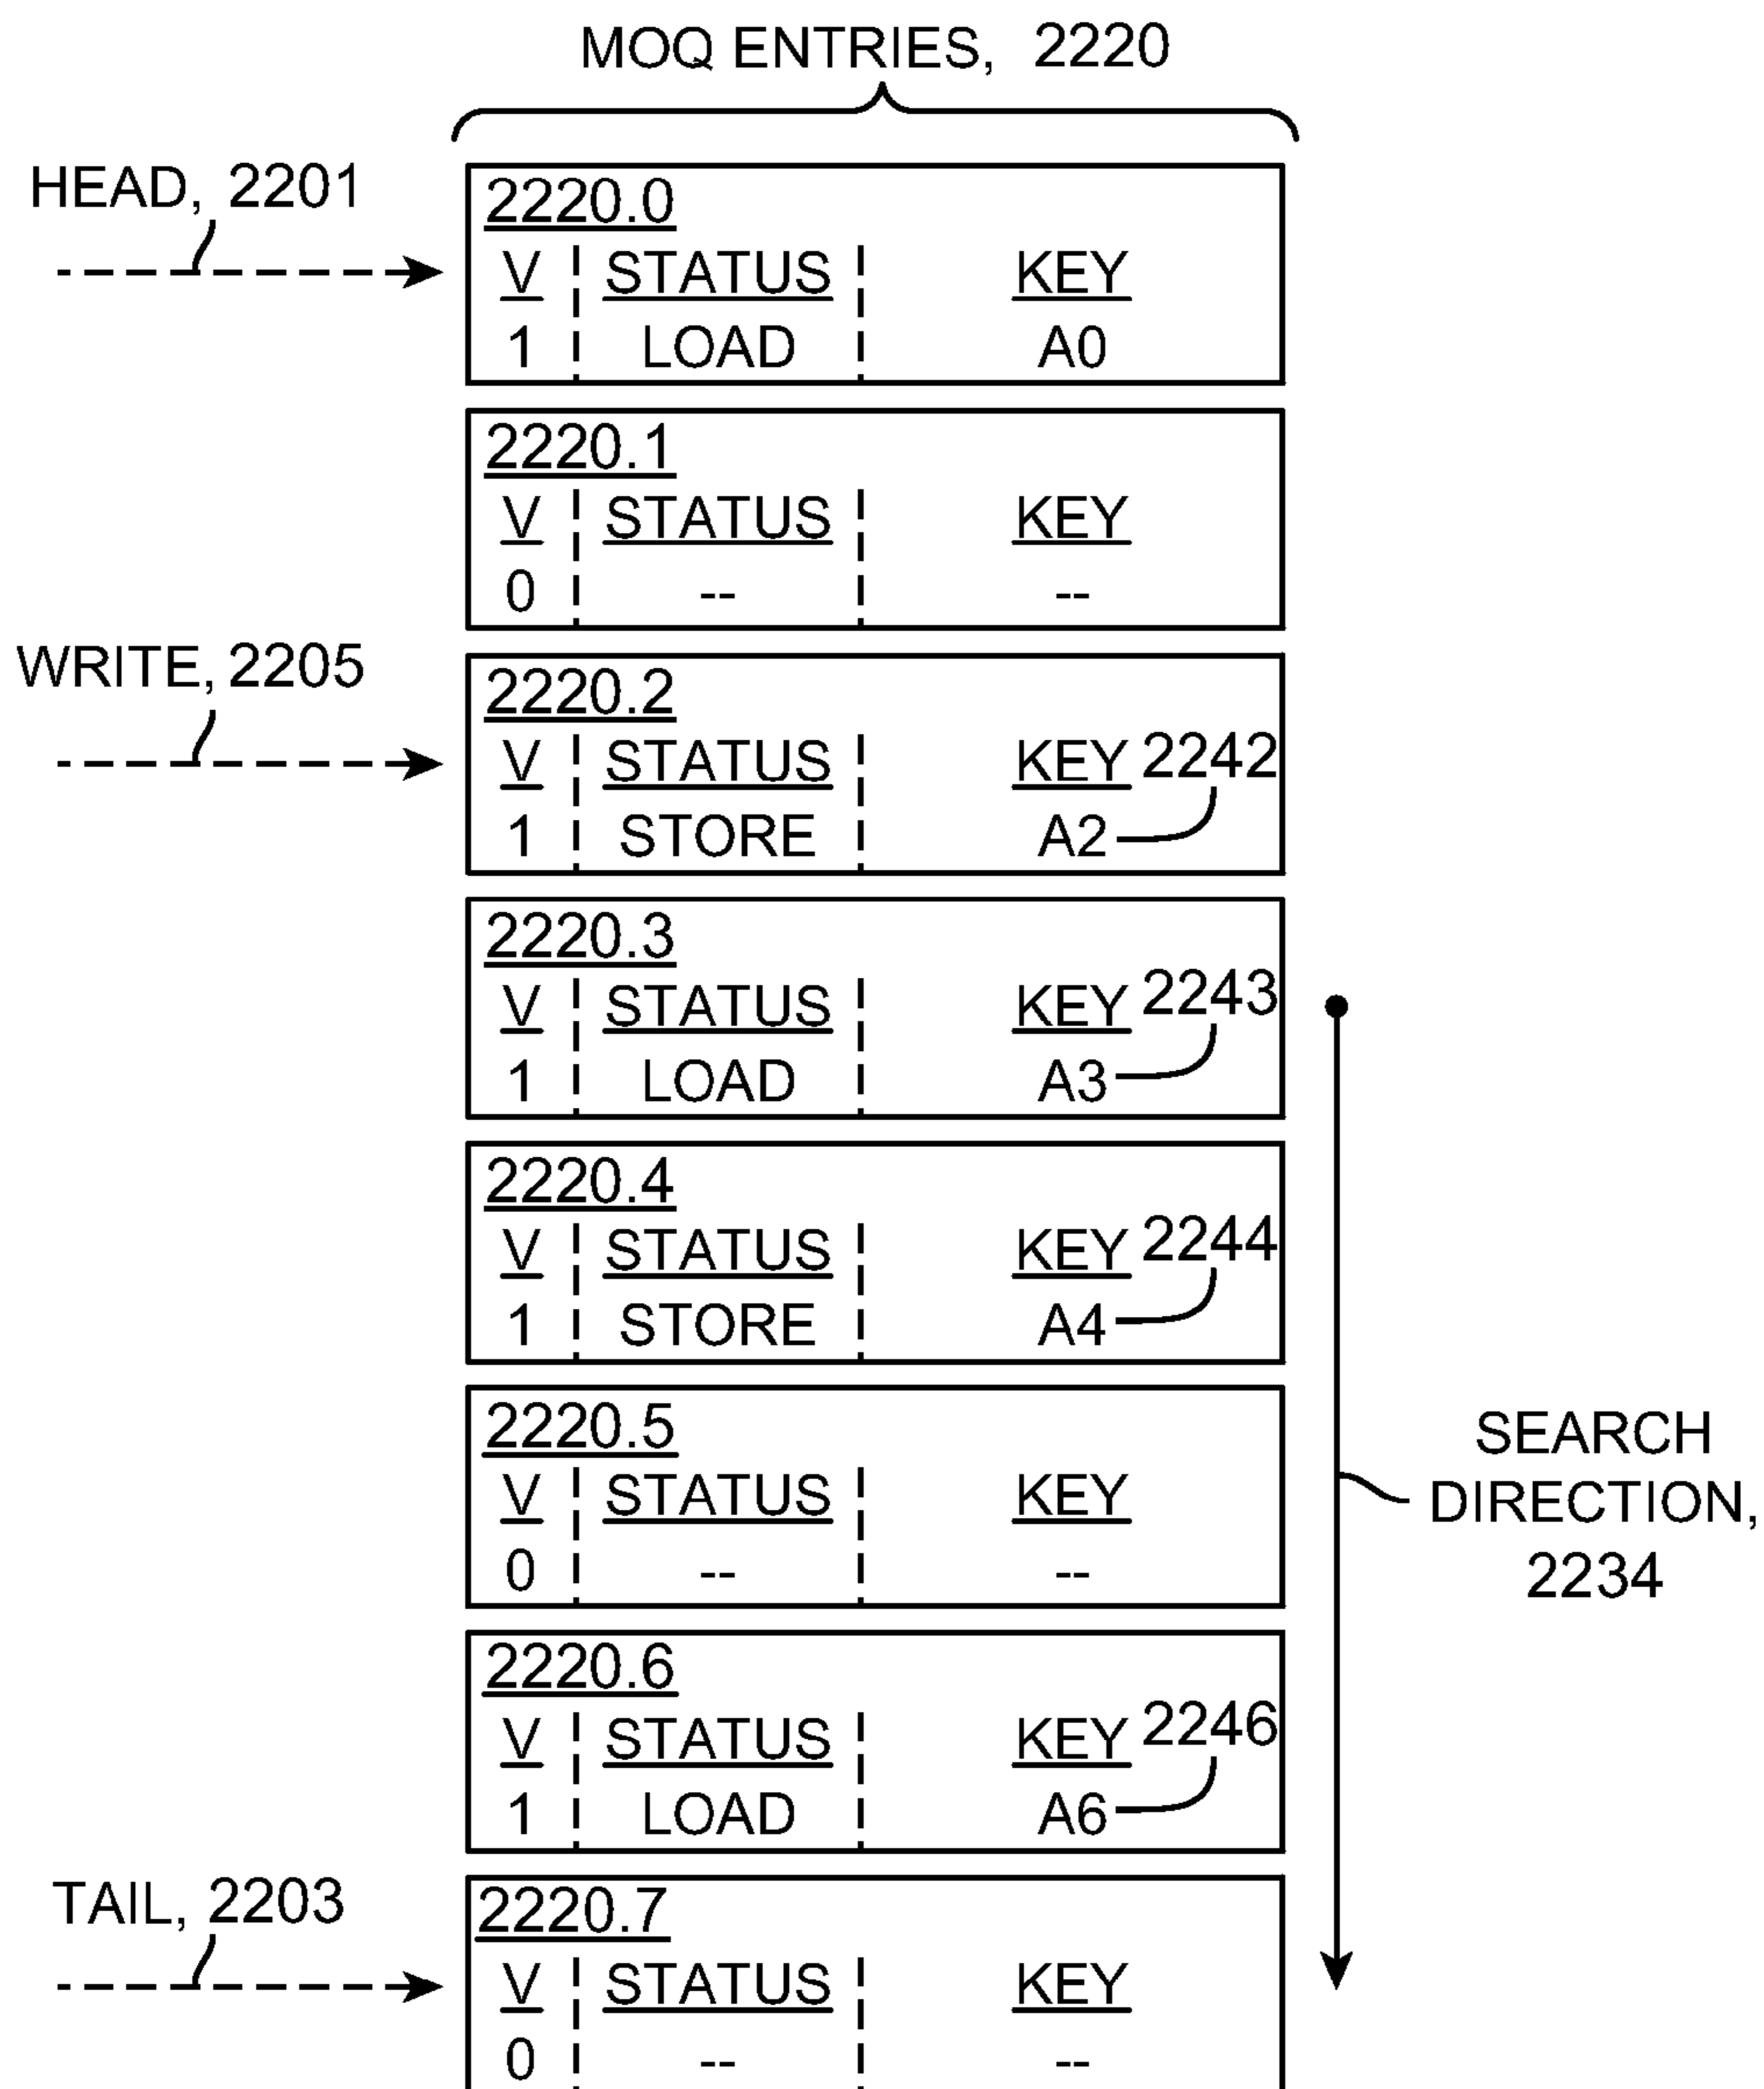 MOQ ENTRIES, 2220
HEAD, 2201
2220.0
V STATUS KEY
1 LOAD A0
2220.1
V STATUS KEY
0 -- --
WRITE, 2205
2220.2
V STATUS KEY 2242
1 STORE A2
2220.3
V STATUS KEY 2243
1 LOAD A3
2220.4
V STATUS KEY 2244
1 STORE A4
2220.5
V STATUS KEY
0 -- --
SEARCH
DIRECTION,
2234
2220.6
V STATUS KEY 2246
1 LOAD A6
TAIL, 2203
2220.7
V STATUS KEY
0 -- --